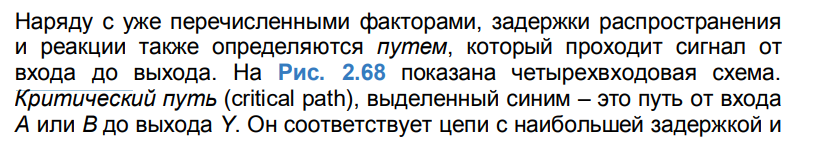 Наряду с уже перечисленными факторами, задержки распространения
и реакции также определяются путем, который проходит сигнал от
входа до выхода. На Рис. 2.68 показана четырехвходовая схема.
Критический путь (critical path), выделенный синим – это путь от входа
A или B до выхода Y. Он соответствует цепи с наибольшей задержкой и